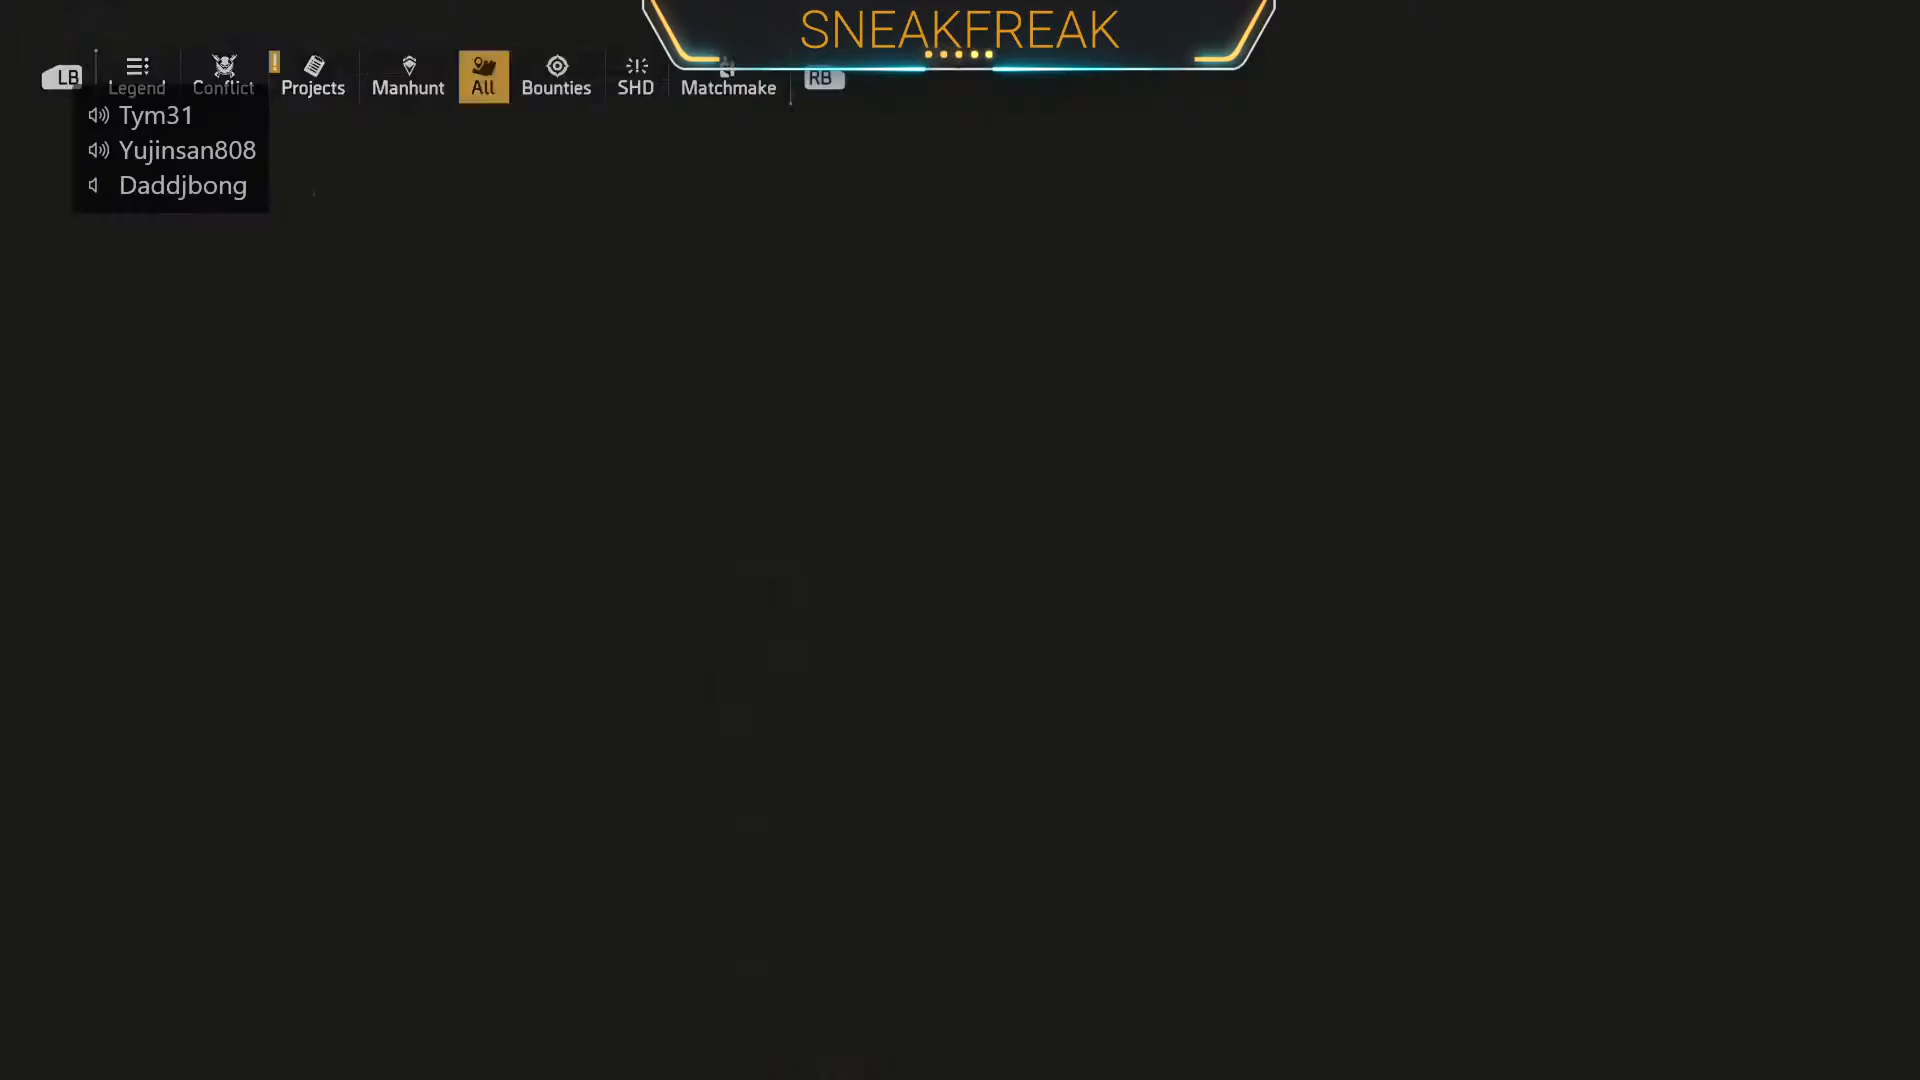 SNEAKFREAK
LB Legend Conflict ! Projects Manhunt All Bounties SHD Matchmake RB
Tym31
Yujinsan808
Daddjbong